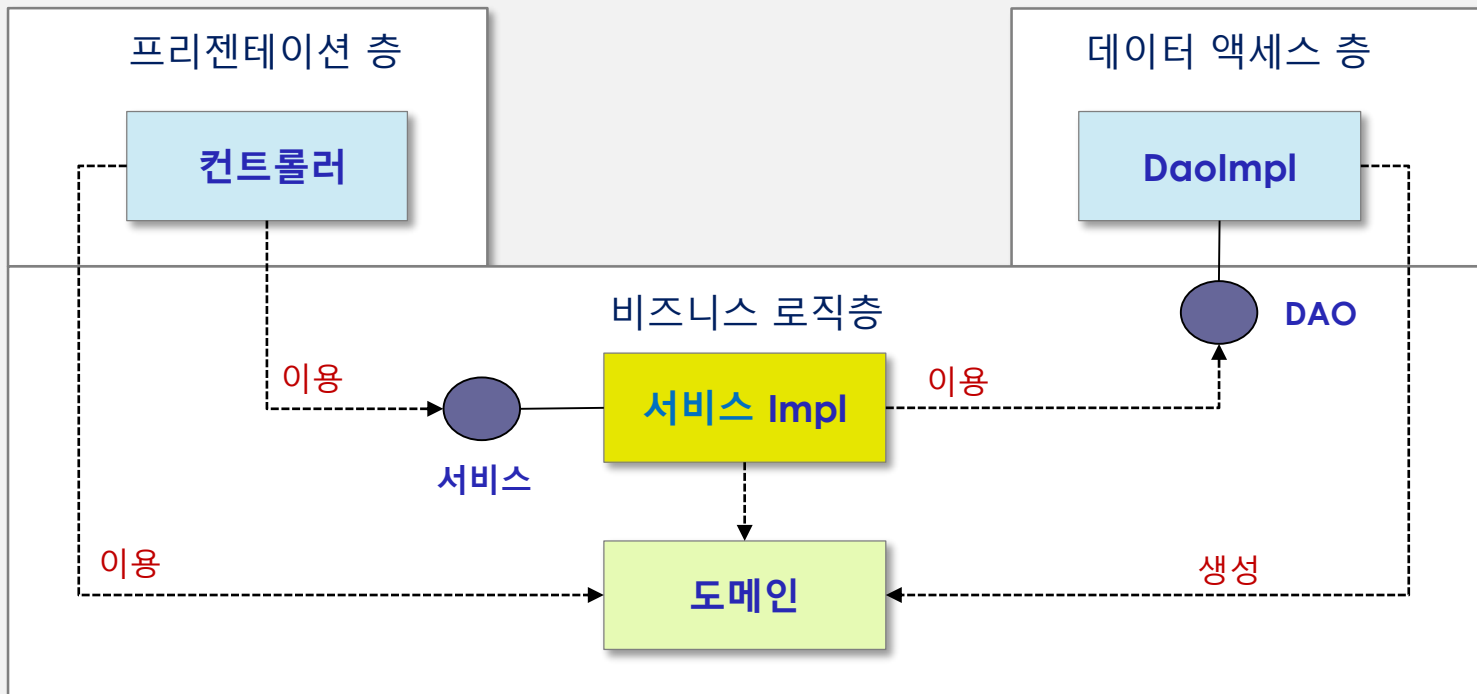 프리젠테이션 층
데이터 액세스 층
컨트롤러
DaoImpl
비즈니스 로직층
DAO
이용
이용
서비스 Impl
서비스
이용
생성
도메인